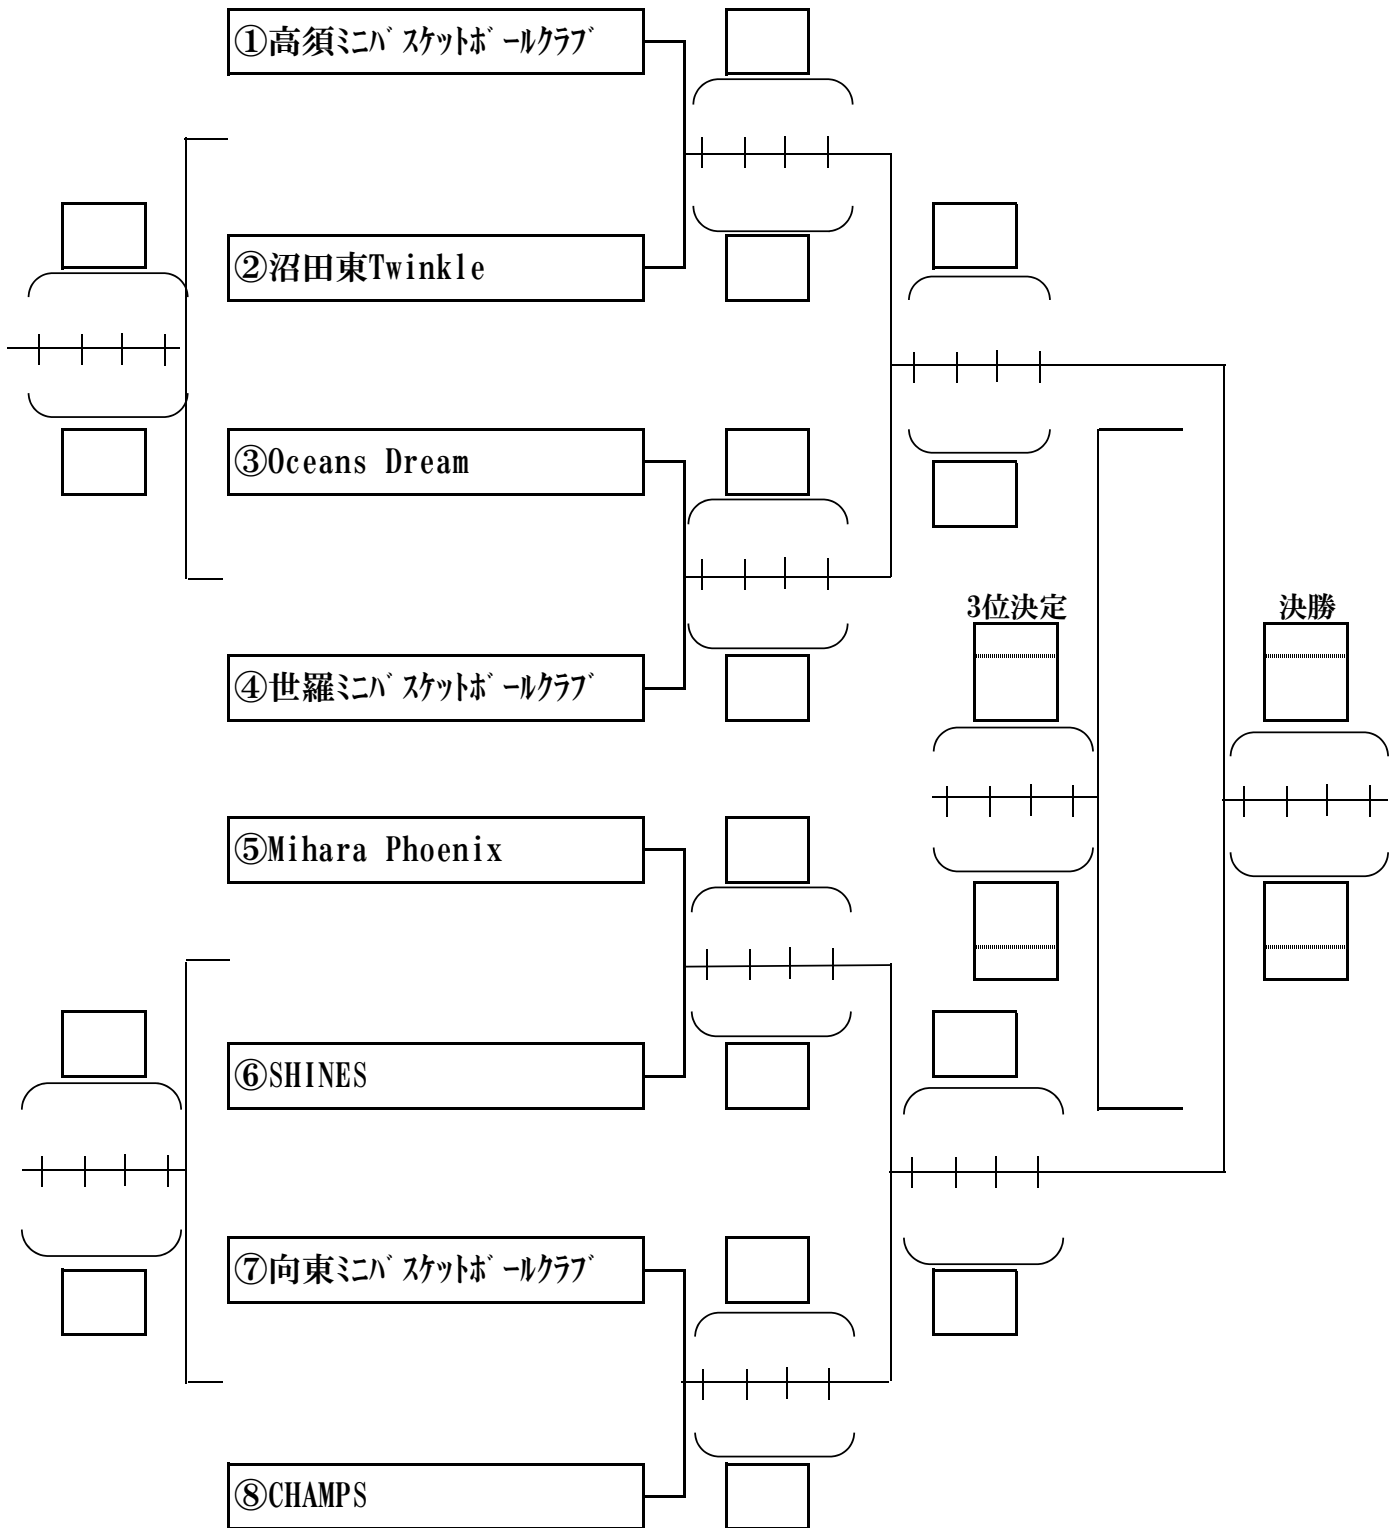 ①高須ﾐﾆﾊﾞｽｹｯﾄﾎﾞｰﾙｸﾗﾌﾞ
②沼田東Twinkle
③Oceans Dream
3位決定
決勝
④世羅ﾐﾆﾊﾞｽｹｯﾄﾎﾞｰﾙｸﾗﾌﾞ
⑤Mihara Phoenix
⑥SHINES
⑦向東ﾐﾆﾊﾞｽｹｯﾄﾎﾞｰﾙｸﾗﾌﾞ
⑧CHAMPS